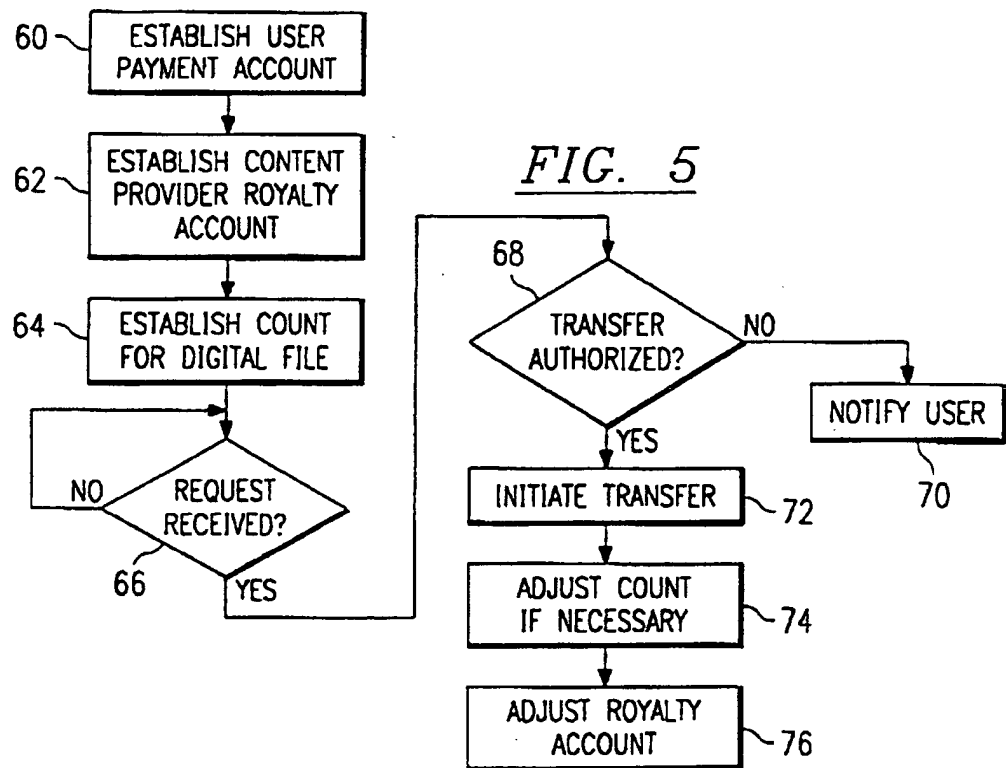 60
ESTABLISH USER
PAYMENT ACCOUNT
62
ESTABLISH CONTENT
PROVIDER ROYALTY
ACCOUNT
64
ESTABLISH COUNT
FOR DIGITAL FILE
NO
REQUEST
RECEIVED?
66
YES
FIG. 5
68
TRANSFER
AUTHORIZED?
NO
NOTIFY USER
70
YES
INITIATE TRANSFER
72
ADJUST COUNT
IF NECESSARY
74
ADJUST ROYALTY
ACCOUNT
76